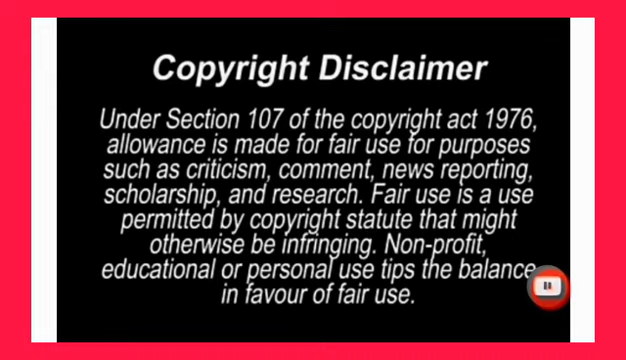 Copyright Disclaimer
Under Section 107 of the copyright act 1976,
allowance is made for fair use for purposes
such as criticism, comment, news reporting,
scholarship, and research. Fair use is a use
permitted by copyright statute that might
otherwise be infringing. Non-profit,
educational or personal use tips the balance
in favour of fair use.